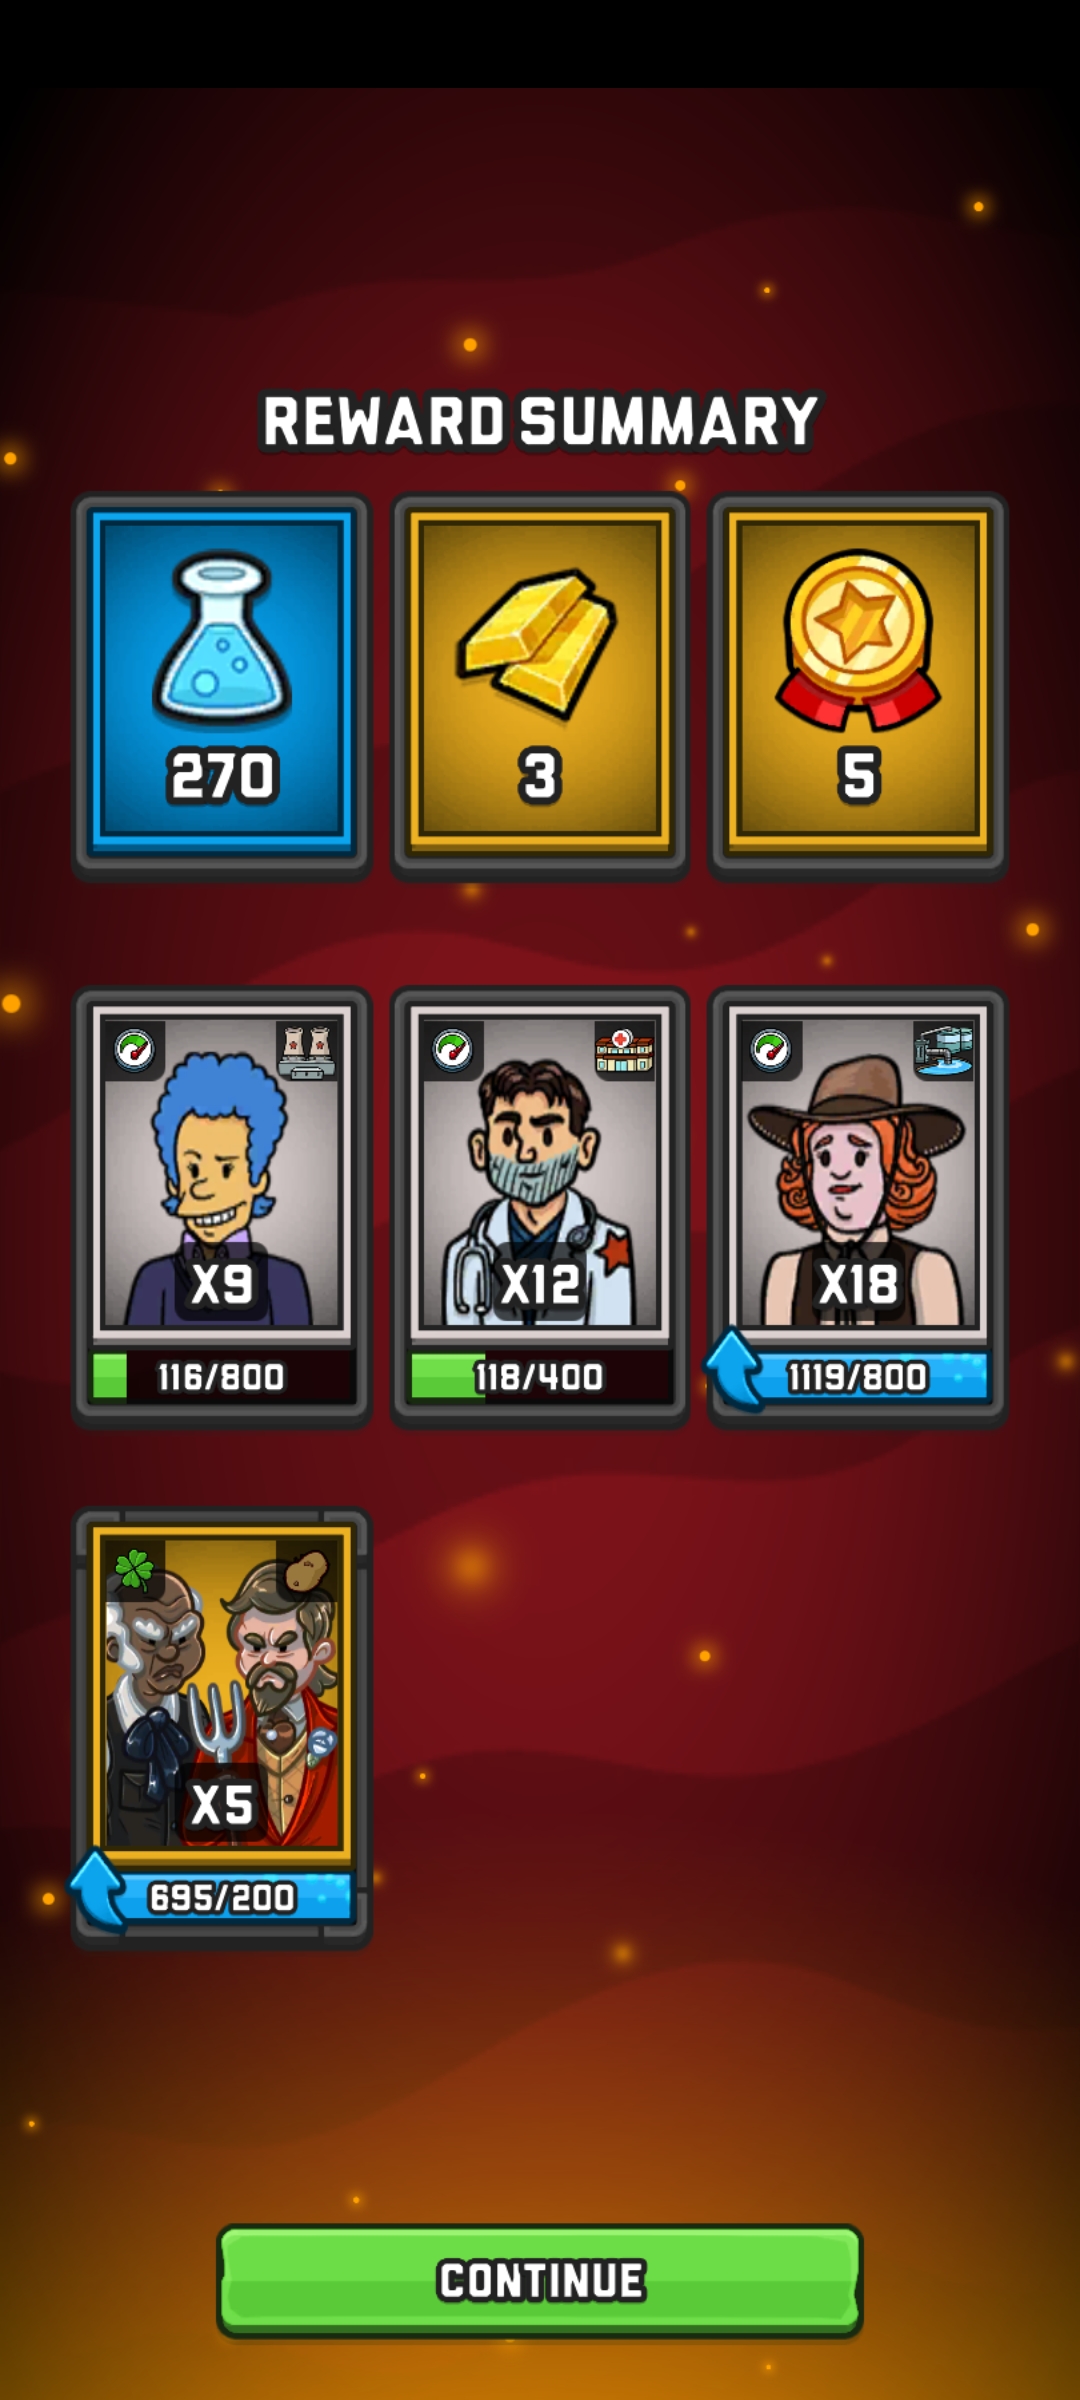 REWARD SUMMARY
270
3
5
X9
X12
X18
116/800
118/400
1119/800
X5
695/200
CONTINUE